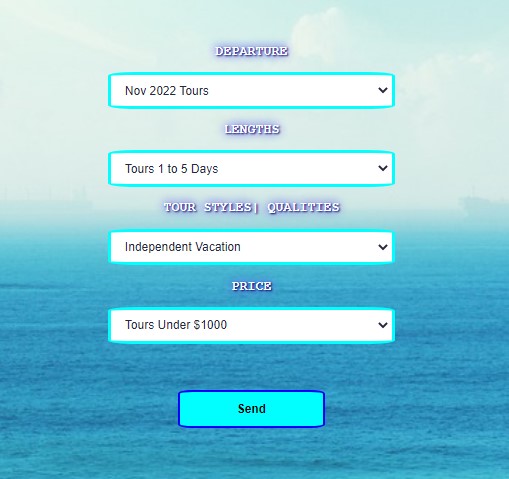 DEPARTURE
Nov 2022 Tours
LENGTHS
Tours 1 to 5 Days
TOUR STYLES| QUALITIES
Independent Vacation
PRICE
Tours Under $1000
Send